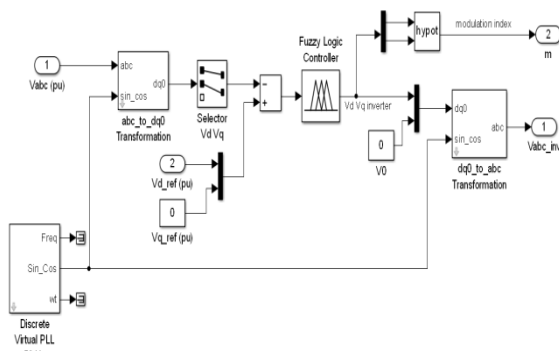 hypot
modulation index
2
m
Fuzzy Logic
Controller
1
Vabc (pu)
abc
sin_cos
dq0
abc_to_dq0
Transformation
Selector
Vd Vq
−
+
Vd Vq inverter
0
V0
dq0
sin_cos
abc
dq0_to_abc
Transformation
1
Vabc_inv
2
Vd_ref (pu)
0
Vq_ref (pu)
Freq
Sin_Cos
wt
Discrete
Virtual PLL